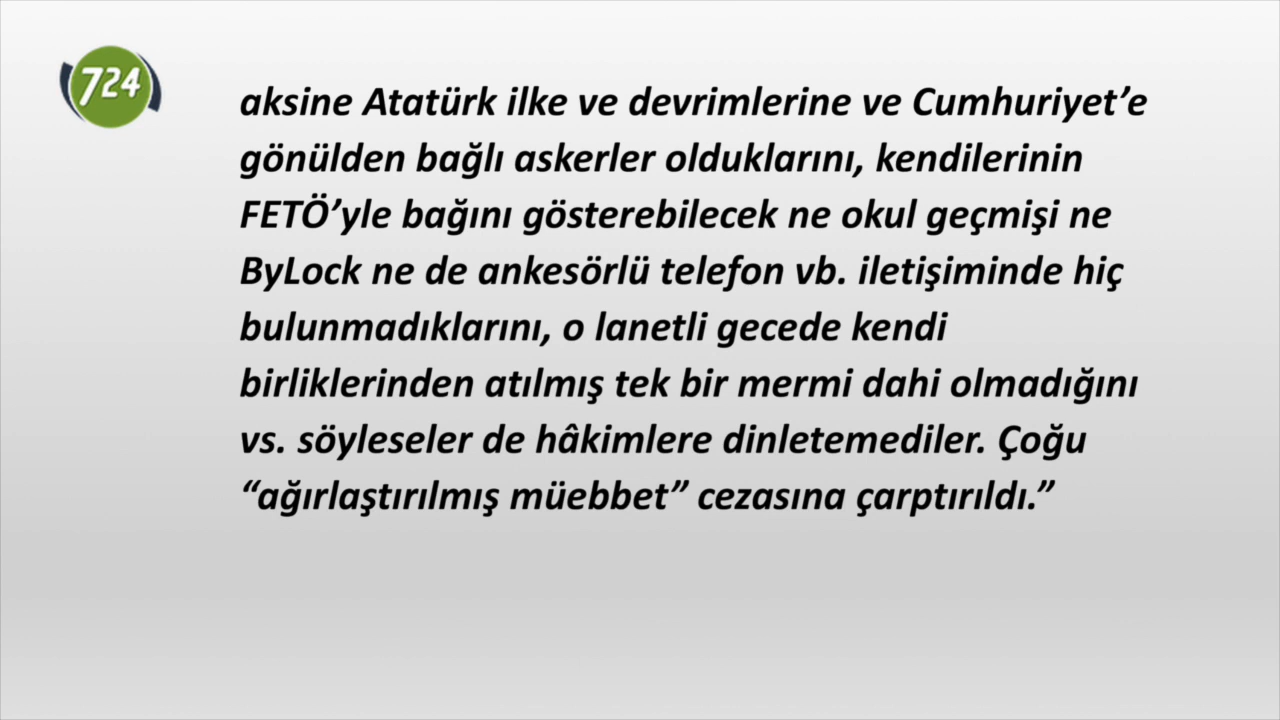 724
aksine Atatürk ilke ve devrimlerine ve Cumhuriyet’e
gönülden bağlı askerler olduklarını, kendilerinin
FETÖ’yle bağını gösterebilecek ne okul geçmişi ne
ByLock ne de ankesörlü telefon vb. iletişiminde hiç
bulunmadıklarını, o lanetli gecede kendi
birliklerinden atılmış tek bir mermi dahi olmadığını
vs. söyleseler de hâkimlere dinletemediler. Çoğu
“ağırlaştırılmış müebbet” cezasına çarptırıldı.”